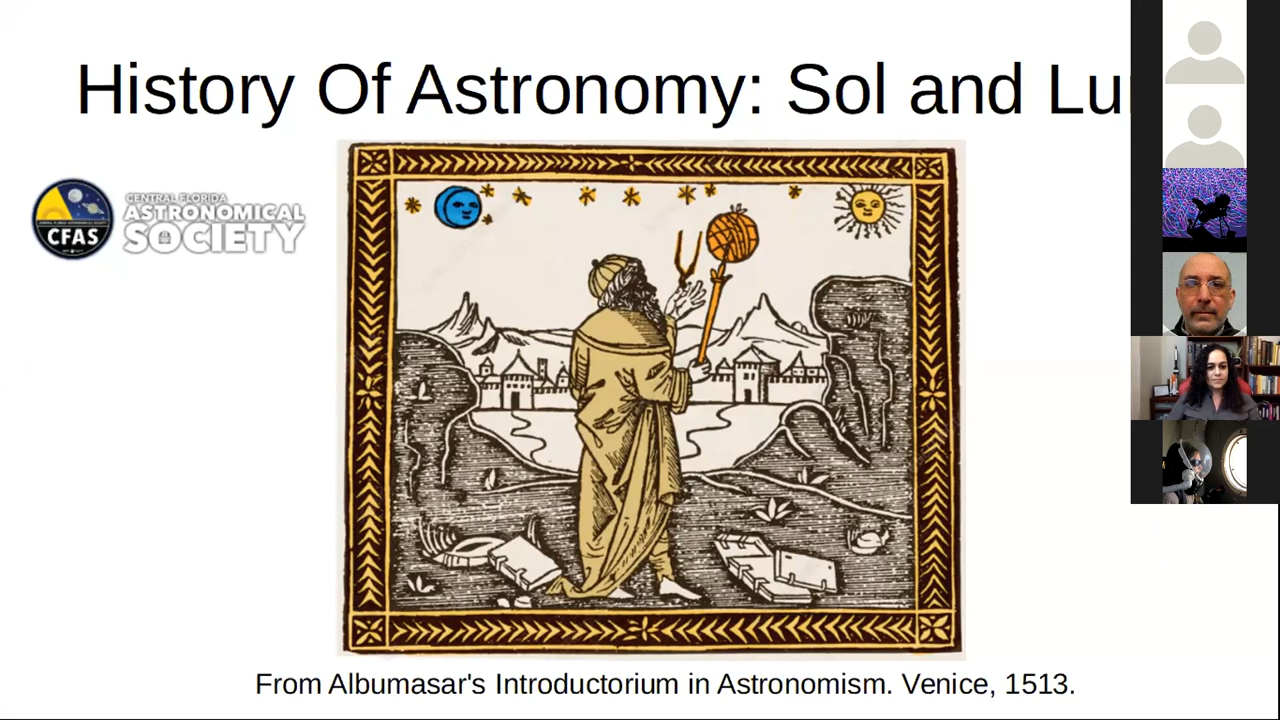 History Of Astronomy: Sol and Lu
CENTRAL FLORIDA
ASTRONOMICAL
SOCIETY
CFAS
From Albumasar's Introductorium in Astronomism. Venice, 1513.